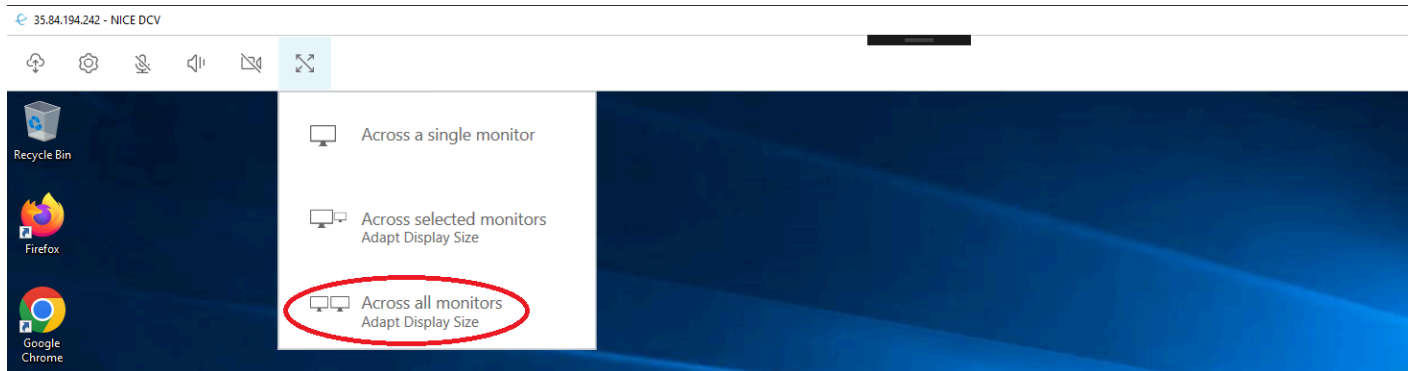 35.84.194.242 - NICE DCV
Across a single monitor
Recycle Bin
Across selected monitors
Adapt Display Size
Firefox
Across all monitors
Adapt Display Size
Google
Chrome